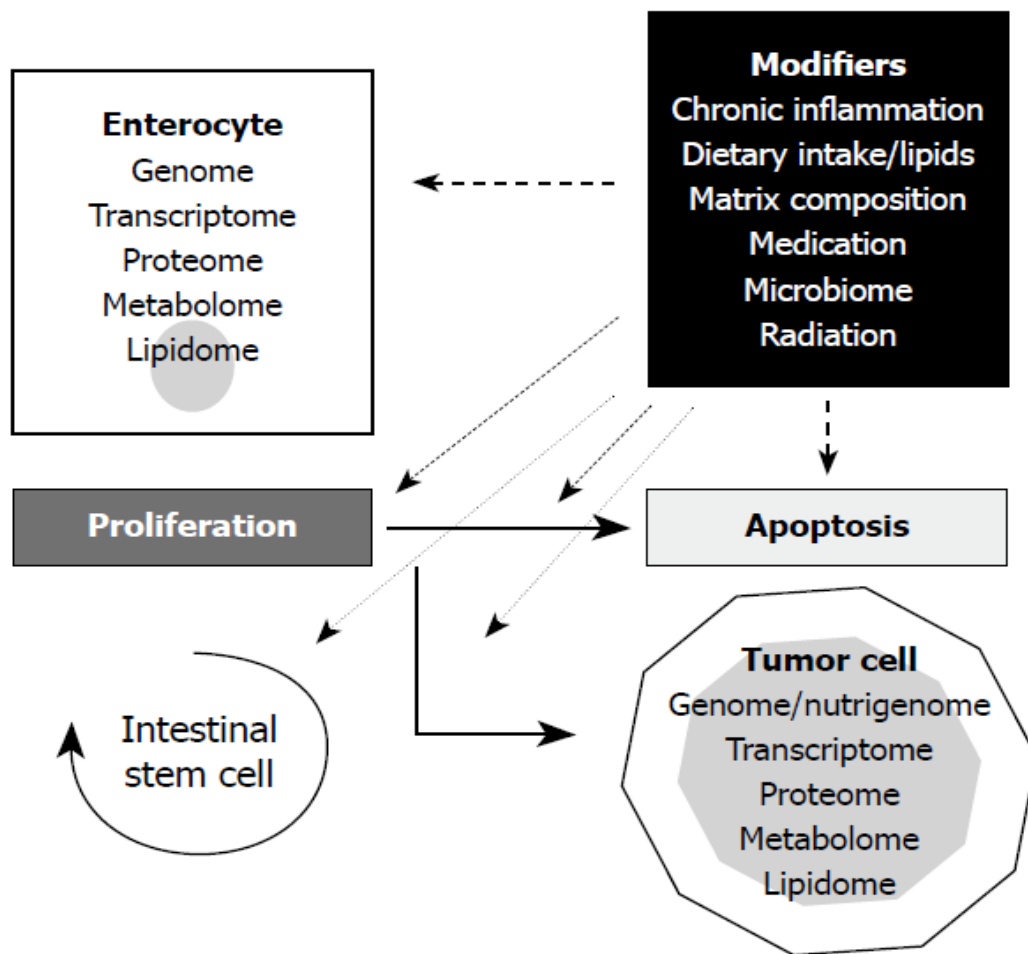 Enterocyte
Genome
Transcriptome
Proteome
Metabolome
Lipidome
Modifiers
Chronic inflammation
Dietary intake/lipids
Matrix composition
Medication
Microbiome
Radiation
Proliferation
Apoptosis
Intestinal
stem cell
Tumor cell
Genome/nutrigenome
Transcriptome
Proteome
Metabolome
Lipidome